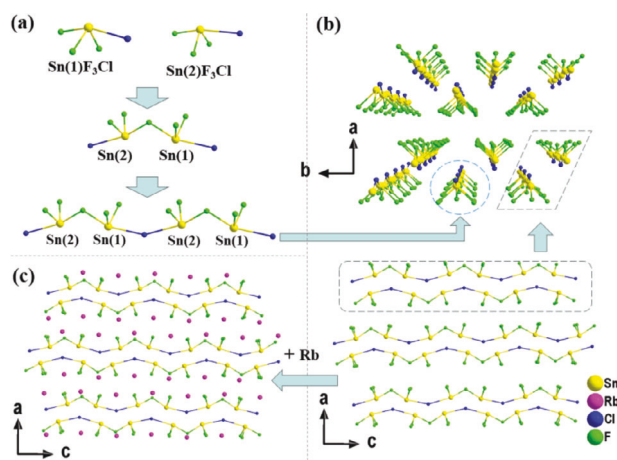 (a)
Sn(1)F₃Cl
Sn(2)F₃Cl
Sn(2)
Sn(1)
Sn(2)
Sn(1)
Sn(2)
Sn(1)
(b)
a
b
(c)
+ Rb
a
c
a
c
Sn
Rb
Cl
F